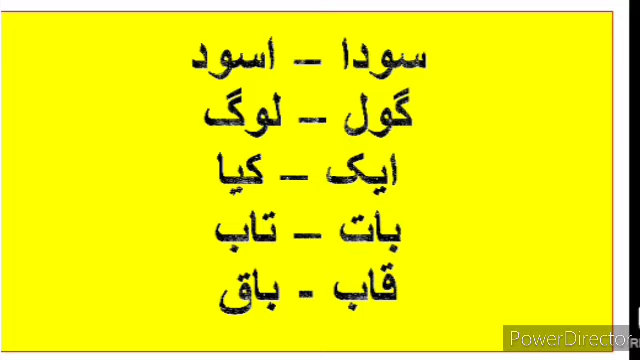 سودا – اسود
گول – لوگ
ایک – کیا
بات – تاب
قاب - باق
PowerDirector